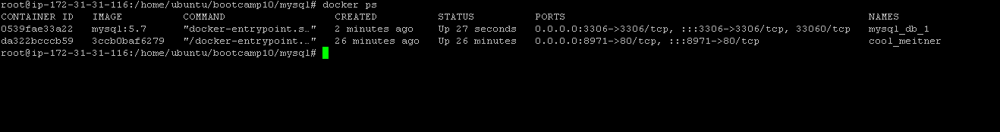 root@ip-172-31-31-116:/home/ubuntu/bootcamp10/mysql# docker ps
CONTAINER ID   IMAGE          COMMAND                  CREATED          STATUS          PORTS                                                  NAMES
0539fae33a22   mysql:5.7      "docker-entrypoint.s…"   2 minutes ago    Up 27 seconds   0.0.0.0:3306->3306/tcp, :::3306->3306/tcp, 33060/tcp   mysql_db_1
da322bcccb59   3ccb0baf6279   "/docker-entrypoint.…"   26 minutes ago   Up 26 minutes   0.0.0.0:8971->80/tcp, :::8971->80/tcp                  cool_meitner
root@ip-172-31-31-116:/home/ubuntu/bootcamp10/mysql#